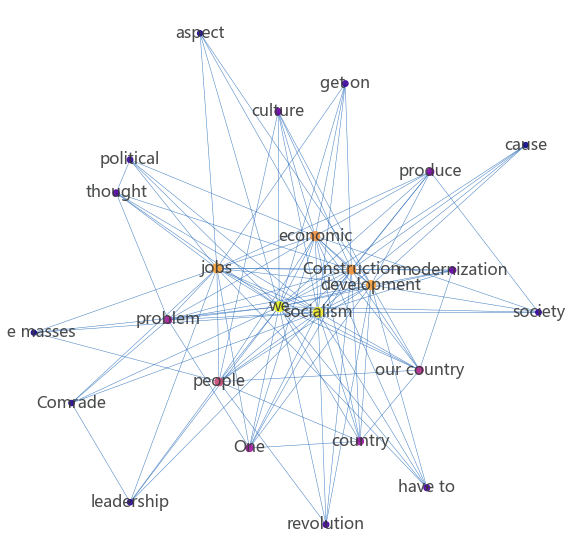 aspect
get on
culture
cause
political
produce
thought
economic
jobs
Construction
modernization
development
we
socialism
society
problem
e masses
our country
people
Comrade
One
country
have to
leadership
revolution